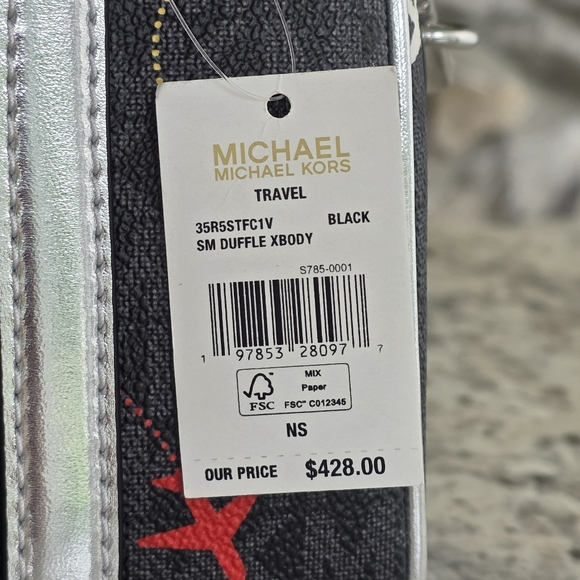 MICHAEL
MICHAEL KORS
TRAVEL
35R5STFC1V BLACK
SM DUFFLE XBODY
S785-0001
1 97853 28097 7
FSC
MIX
Paper
FSC™ C012345
NS
OUR PRICE $428.00